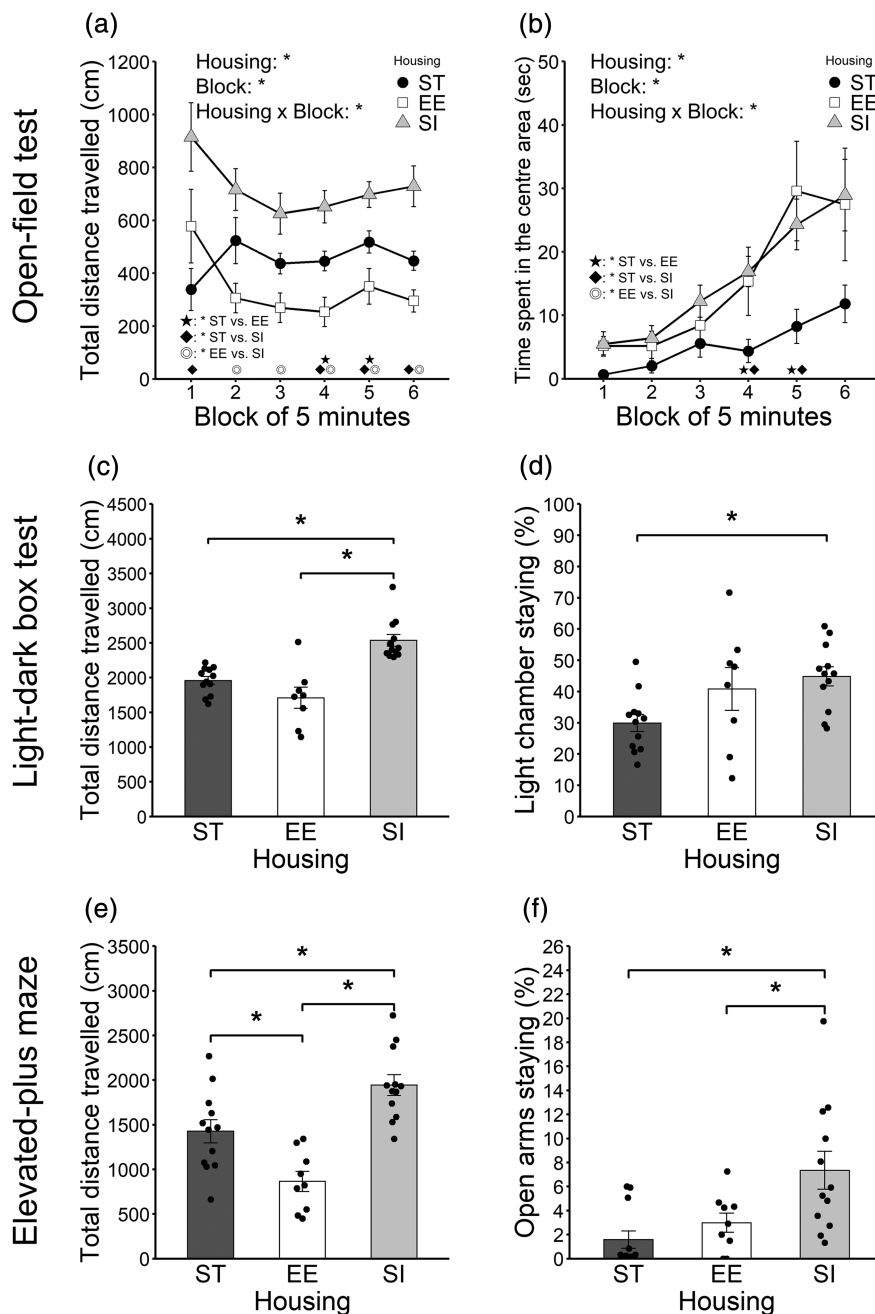 Open-field test
(a)
Total distance travelled (cm)
1200
1000
800
600
400
200
0
Housing: *
Block: *
Housing x Block: *
Housing
ST
EE
SI
★: * ST vs. EE
◆: * ST vs. SI
◎: * EE vs. SI
1 2 3 4 5 6
Block of 5 minutes
(b)
Time spent in the centre area (sec)
50
40
30
20
10
0
Housing: *
Block: *
Housing x Block: *
Housing
ST
EE
SI
★: * ST vs. EE
◆: * ST vs. SI
◎: * EE vs. SI
1 2 3 4 5 6
Block of 5 minutes
Light-dark box test
(c)
Total distance travelled (cm)
4500
4000
3500
3000
2500
2000
1500
1000
500
0
*
*
ST EE SI
Housing
(d)
Light chamber staying (%)
100
90
80
70
60
50
40
30
20
10
0
*
ST EE SI
Housing
Elevated-plus maze
(e)
Total distance travelled (cm)
3500
3000
2500
2000
1500
1000
500
0
*
*
*
ST EE SI
Housing
(f)
Open arms staying (%)
26
24
22
20
18
16
14
12
10
8
6
4
2
0
*
*
ST EE SI
Housing